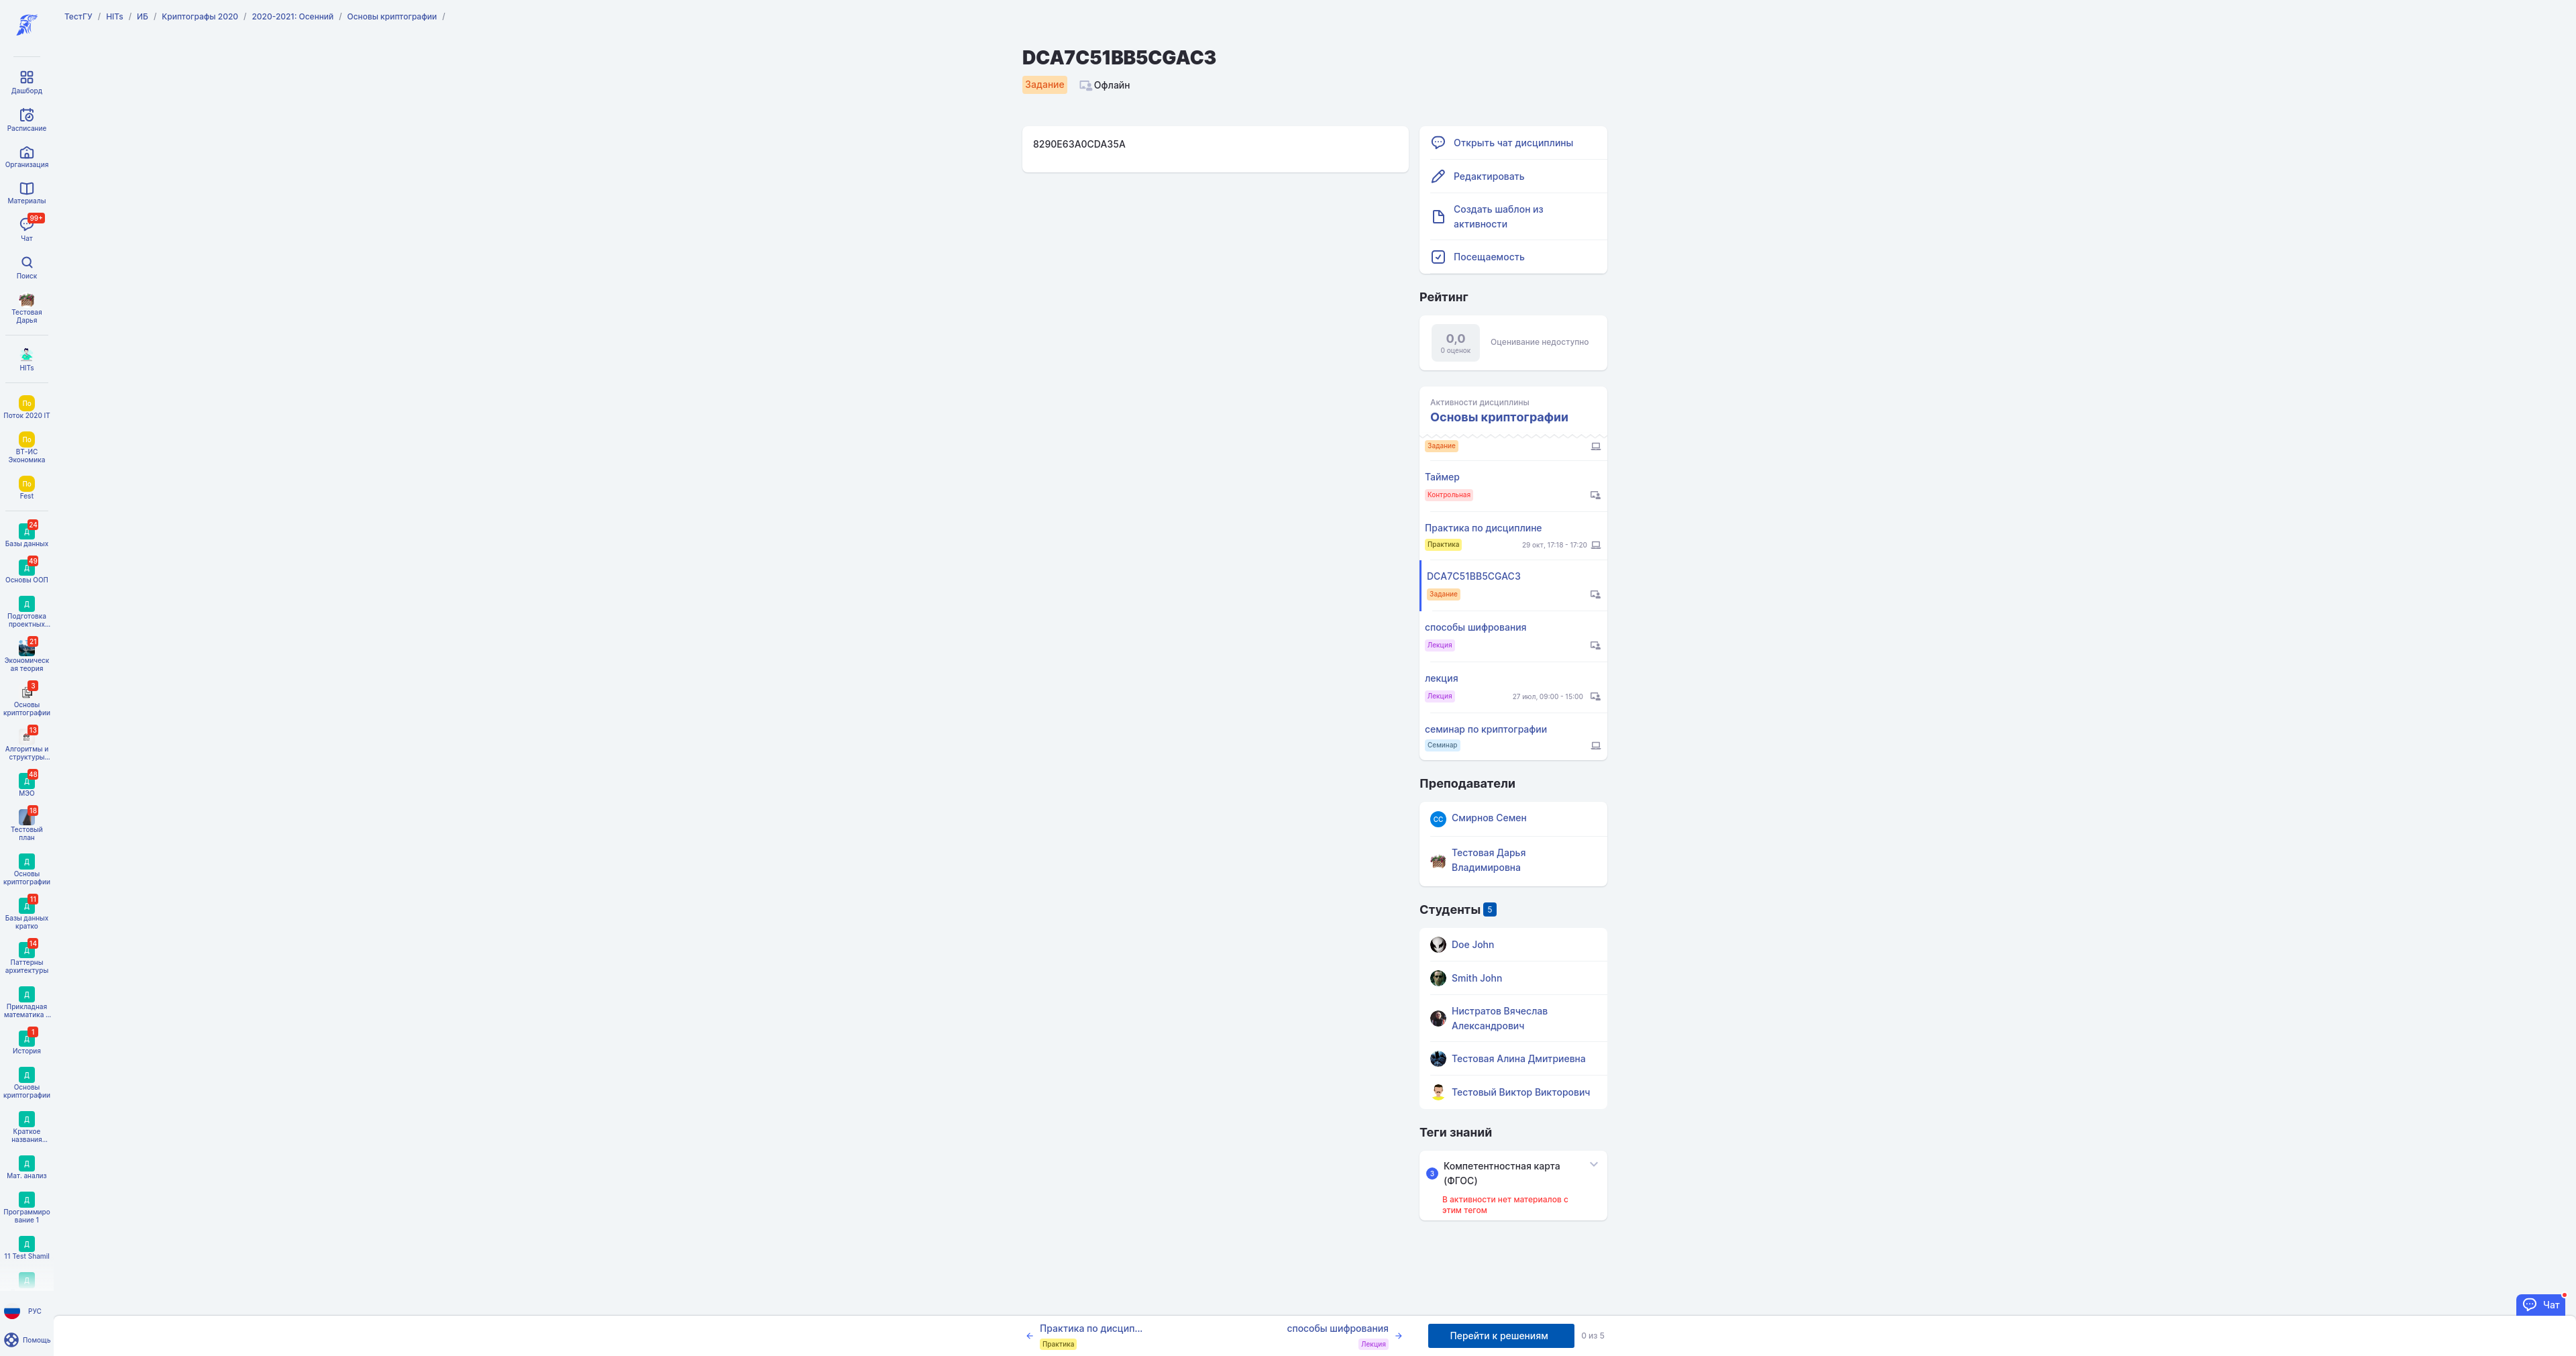 ТестГУ / HITs / ИБ / Криптографы 2020 / 2020-2021: Осенний / Основы криптографии /
Дашборд
Расписание
Организация
Материалы
99+
Чат
Поиск
Тестовая
Дарья
HITs
По
Поток 2020 IT
По
ВТ-ИС
Экономика
По
Fest
24
Д
Базы данных
49
Д
Основы ООП
Д
Подготовка
проектных...
21
Экономическ
ая теория
3
Основы
криптографии
13
Алгоритмы и
структуры...
48
Д
МЭО
18
Тестовый
план
Д
Основы
криптографии
11
Д
Базы данных
кратко
14
Д
Паттерны
архитектуры
Д
Прикладная
математика ...
1
Д
История
Д
Основы
криптографии
Д
Краткое
названия...
Д
Мат. анализ
Д
Программиро
вание 1
Д
11 Test Shamil
Д
РУС
Помощь
DCA7C51BB5CGAC3
Задание Офлайн
8290E63A0CDA35A
Открыть чат дисциплины
Редактировать
Создать шаблон из
активности
Посещаемость
Рейтинг
0,0
0 оценок
Оценивание недоступно
Активности дисциплины
Основы криптографии
Задание
Таймер
Контрольная
Практика по дисциплине
Практика 29 окт, 17:18 - 17:20
DCA7C51BB5CGAC3
Задание
способы шифрования
Лекция
лекция
Лекция 27 июл, 09:00 - 15:00
семинар по криптографии
Семинар
Преподаватели
СС Смирнов Семен
Тестовая Дарья
Владимировна
Студенты 5
Doe John
Smith John
Нистратов Вячеслав
Александрович
Тестовая Алина Дмитриевна
Тестовый Виктор Викторович
Теги знаний
3 Компетентностная карта
(ФГОС)
В активности нет материалов с
этим тегом
Чат
Практика по дисцип...
Практика
способы шифрования
Лекция
Перейти к решениям 0 из 5